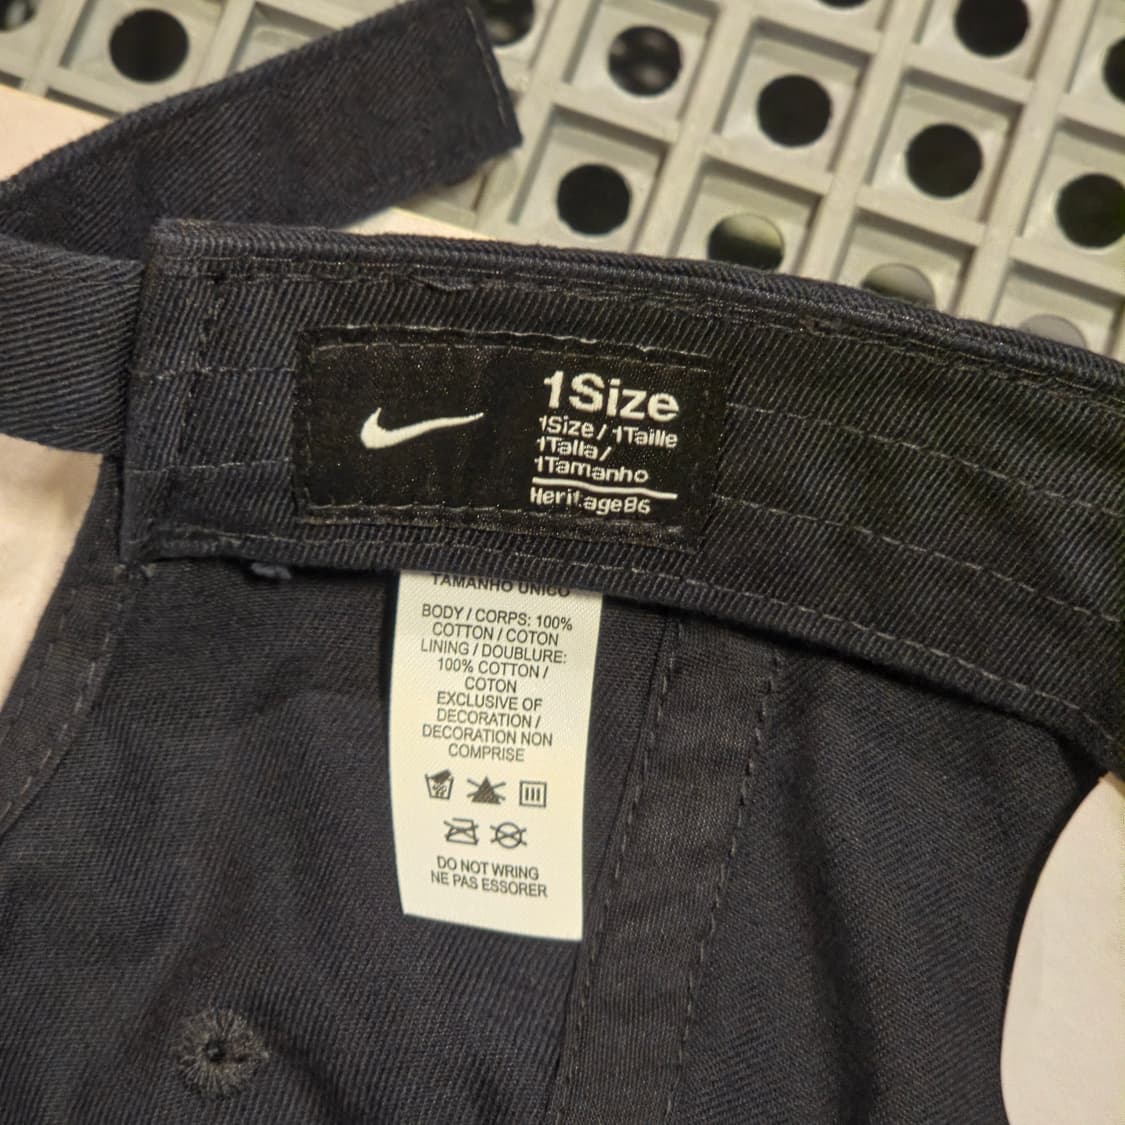 1Size
1Size / 1Taille
1Talla /
1Tamanho
Heritage86
TAMANHO UNICO
BODY / CORPS: 100%
COTTON / COTON
LINING / DOUBLURE:
100% COTTON /
COTON
EXCLUSIVE OF
DECORATION /
DECORATION NON
COMPRISE
DO NOT WRING
NE PAS ESSORER